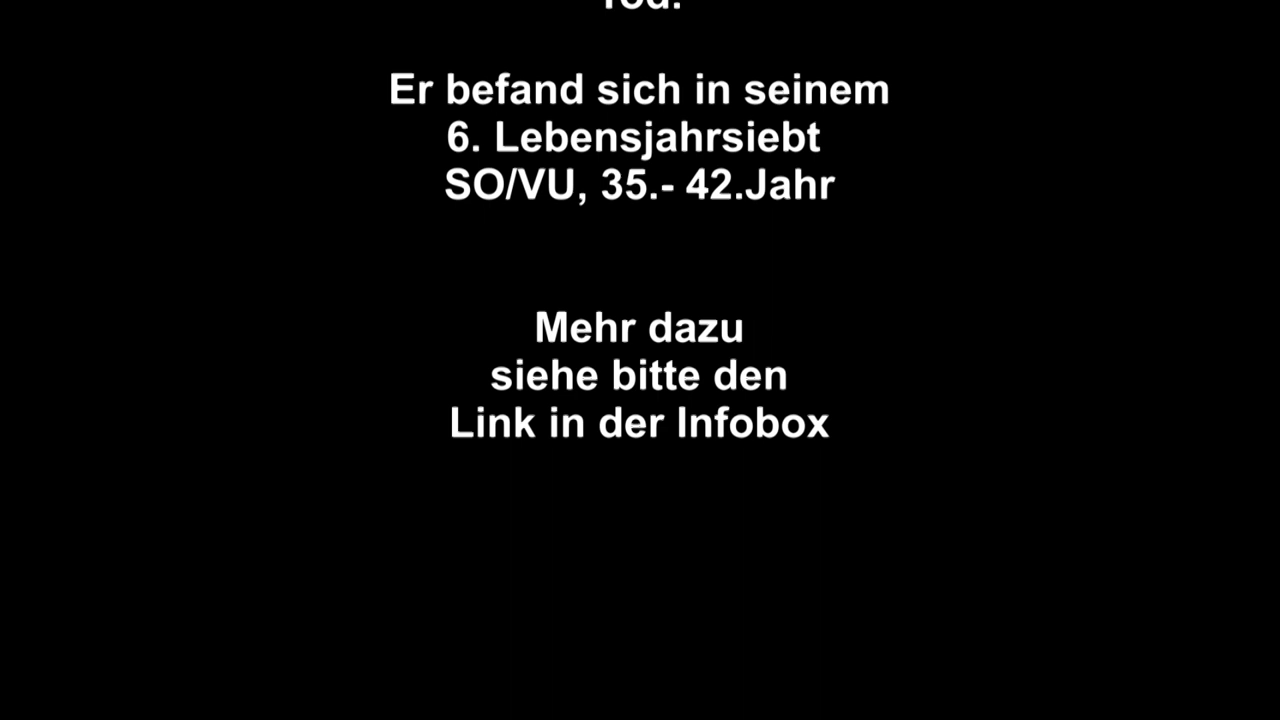 Tod.
Er befand sich in seinem
6. Lebensjahrsiebt
SO/VU, 35.- 42.Jahr
Mehr dazu
siehe bitte den
Link in der Infobox